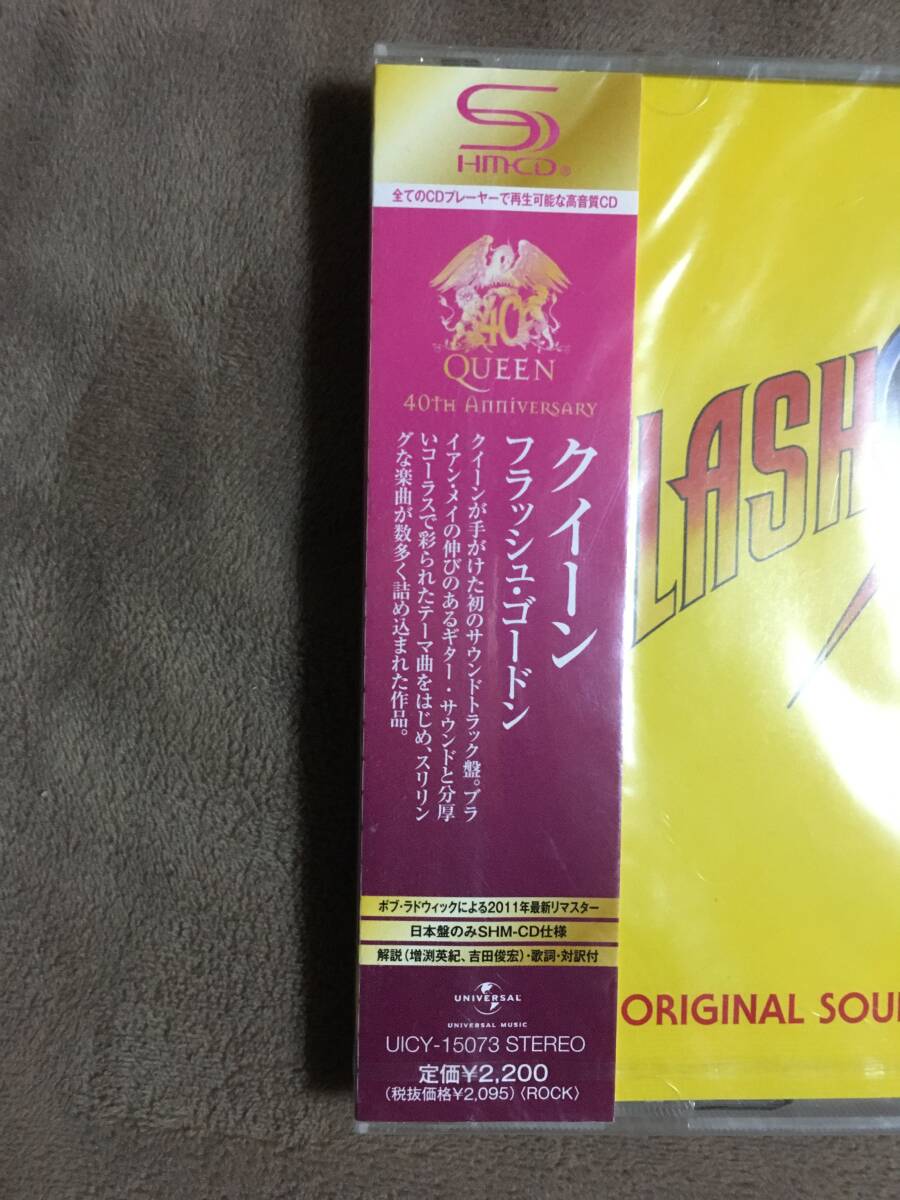 SHM-CD®
全てのCDプレーヤーで再生可能な高音質CD
40
QUEEN
40TH ANNIVERSARY
クイーン
フラッシュ・ゴードン
クイーンが手がけた初のサウンドトラック盤。ブラ
イアン・メイの伸びのあるギター・サウンドと分厚
いコーラスで彩られたテーマ曲をはじめ、スリリン
グな楽曲が数多く詰め込まれた作品。
ボブ・ラドウィックによる2011年最新リマスター
日本盤のみSHM-CD仕様
解説(増渕英紀、吉田俊宏)・歌詞・対訳付
UNIVERSAL
UNIVERSAL MUSIC
UICY-15073 STEREO
定価¥2,200
(税抜価格¥2,095)〈ROCK〉
LASH
ORIGINAL SOU